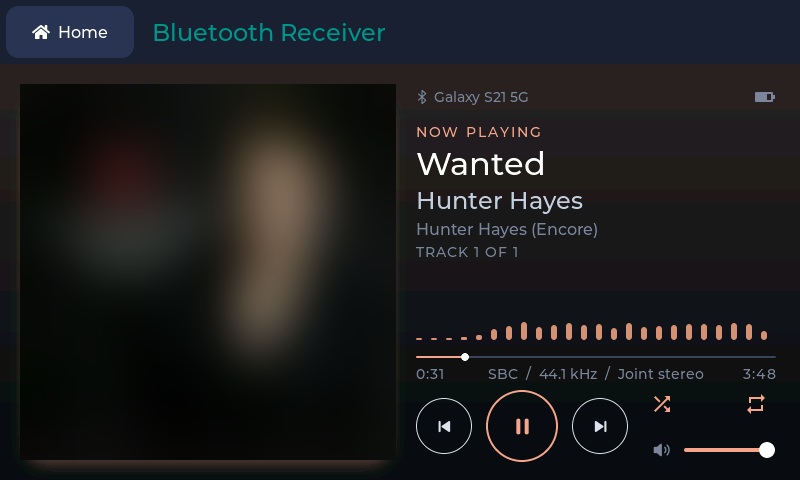 Home
Bluetooth Receiver
Galaxy S21 5G
NOW PLAYING
Wanted
Hunter Hayes
Hunter Hayes (Encore)
TRACK 1 OF 1
0:31 SBC / 44.1 kHz / Joint stereo 3:48